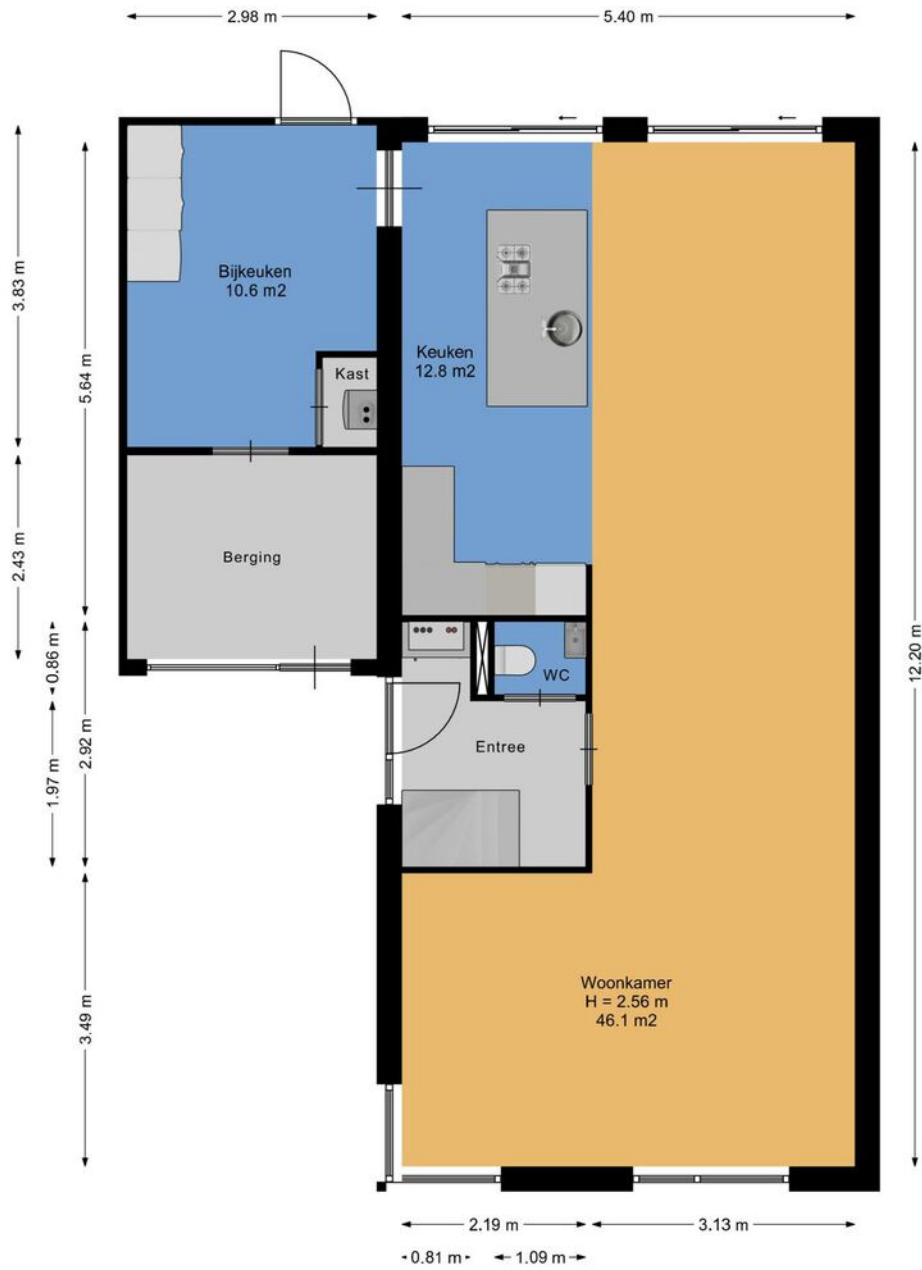 2.98 m
5.40 m
3.83 m
5.64 m
Bijkeuken
10.6 m2
Keuken
12.8 m2
Kast
2.43 m
Berging
12.20 m
0.86 m
WC
2.92 m
1.97 m
Entree
3.49 m
Woonkamer
H = 2.56 m
46.1 m2
2.19 m
3.13 m
0.81 m
1.09 m